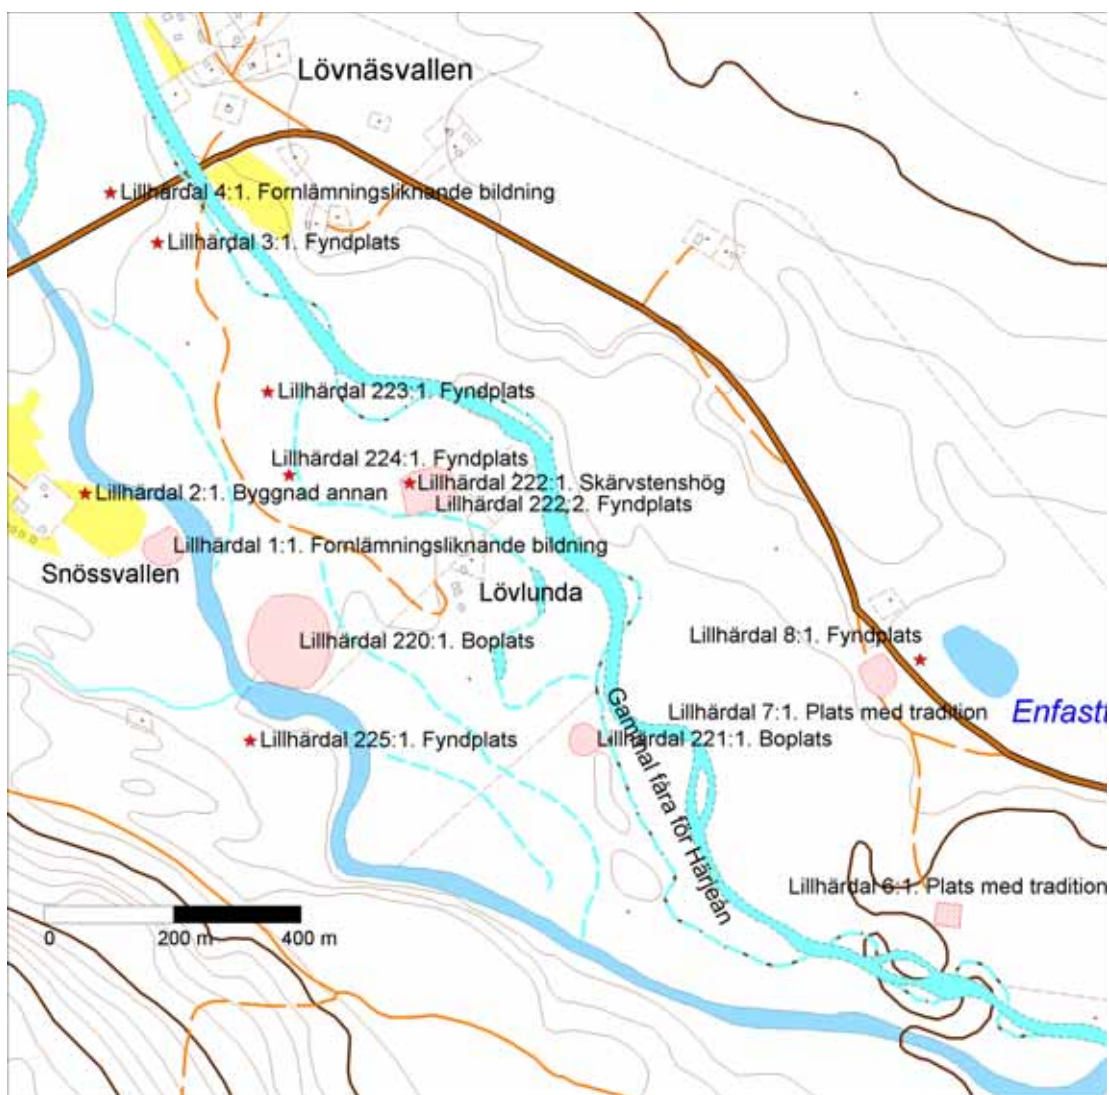 Lövnäsvallen
Lillhärdal 4:1. Fornlämningsliknande bildning
Lillhärdal 3:1. Fyndplats
Lillhärdal 223:1. Fyndplats
Lillhärdal 224:1. Fyndplats
Lillhärdal 222:1. Skärvstenshög
Lillhärdal 2:1. Byggnad annan
Lillhärdal 222:2. Fyndplats
Lillhärdal 1:1. Fornlämningsliknande bildning
Snössvallen
Lövlunda
Lillhärdal 220:1. Boplats
Lillhärdal 8:1. Fyndplats
Lillhärdal 7:1. Plats med tradition
Enfastt
Lillhärdal 225:1. Fyndplats
Lillhärdal 221:1. Boplats
Gammal fåra för Härjeån
Lillhärdal 6:1. Plats med tradition
0 200 m 400 m